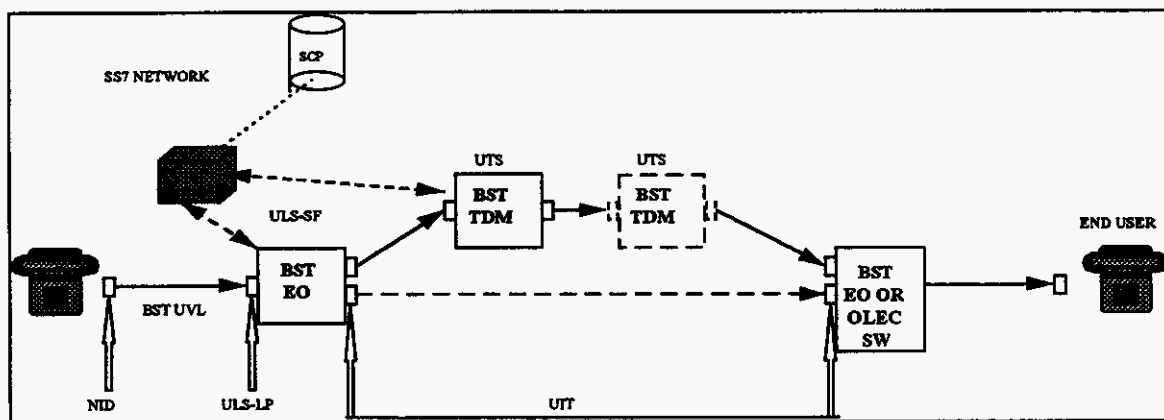 SCP
SS7 NETWORK
UTS
UTS
BST
TDM
BST
TDM
ULS-SF
END USER
BST
EO
BST
EO OR
OLEC
SW
BST UVL
NID
ULS-LP
UIT